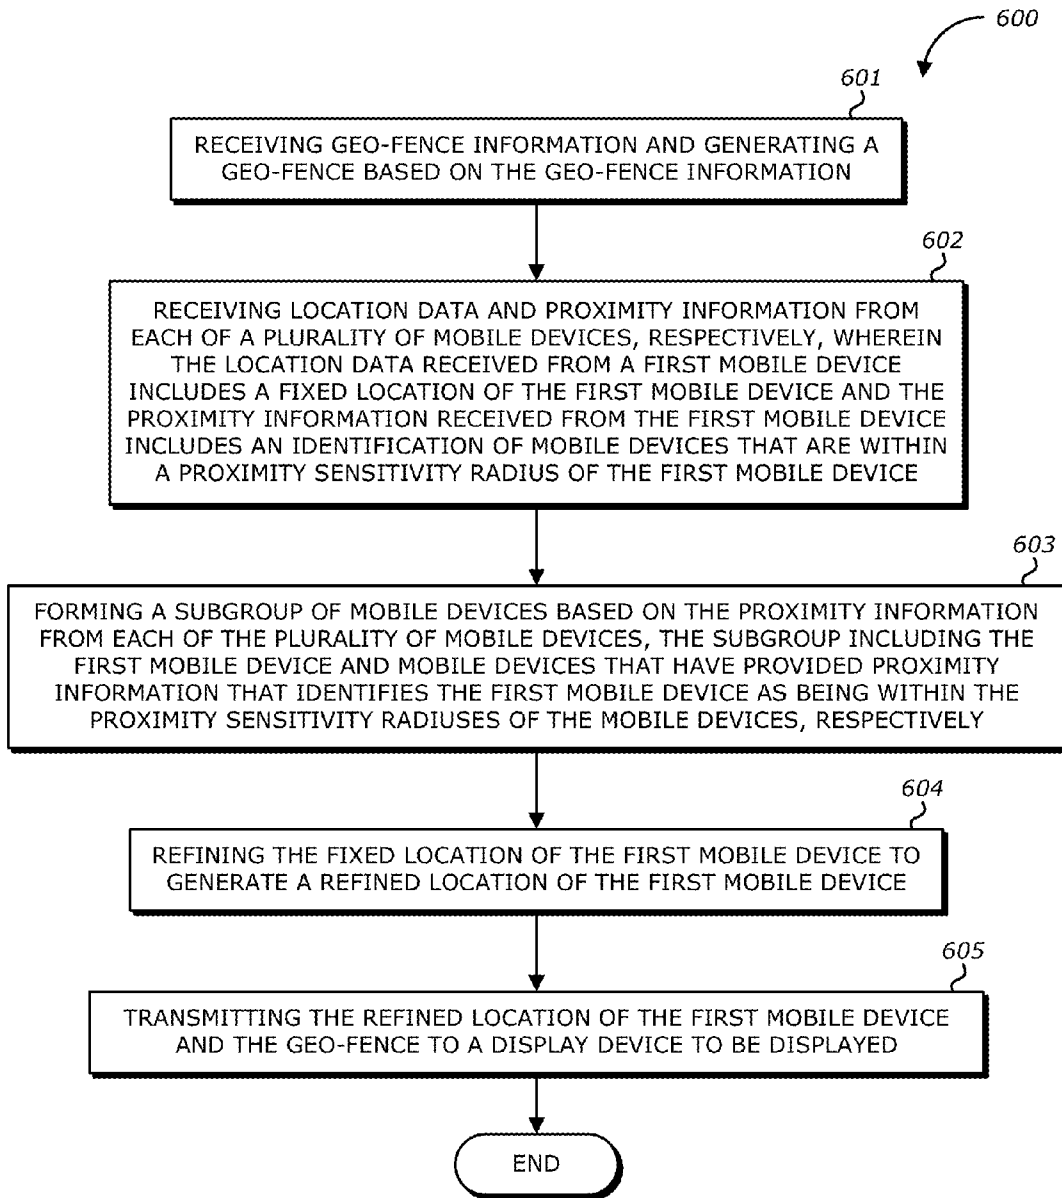 600
601
RECEIVING GEO-FENCE INFORMATION AND GENERATING A
GEO-FENCE BASED ON THE GEO-FENCE INFORMATION
602
RECEIVING LOCATION DATA AND PROXIMITY INFORMATION FROM
EACH OF A PLURALITY OF MOBILE DEVICES, RESPECTIVELY, WHEREIN
THE LOCATION DATA RECEIVED FROM A FIRST MOBILE DEVICE
INCLUDES A FIXED LOCATION OF THE FIRST MOBILE DEVICE AND THE
PROXIMITY INFORMATION RECEIVED FROM THE FIRST MOBILE DEVICE
INCLUDES AN IDENTIFICATION OF MOBILE DEVICES THAT ARE WITHIN
A PROXIMITY SENSITIVITY RADIUS OF THE FIRST MOBILE DEVICE
603
FORMING A SUBGROUP OF MOBILE DEVICES BASED ON THE PROXIMITY INFORMATION
FROM EACH OF THE PLURALITY OF MOBILE DEVICES, THE SUBGROUP INCLUDING THE
FIRST MOBILE DEVICE AND MOBILE DEVICES THAT HAVE PROVIDED PROXIMITY
INFORMATION THAT IDENTIFIES THE FIRST MOBILE DEVICE AS BEING WITHIN THE
PROXIMITY SENSITIVITY RADIUSES OF THE MOBILE DEVICES, RESPECTIVELY
604
REFINING THE FIXED LOCATION OF THE FIRST MOBILE DEVICE TO
GENERATE A REFINED LOCATION OF THE FIRST MOBILE DEVICE
605
TRANSMITTING THE REFINED LOCATION OF THE FIRST MOBILE DEVICE
AND THE GEO-FENCE TO A DISPLAY DEVICE TO BE DISPLAYED
END